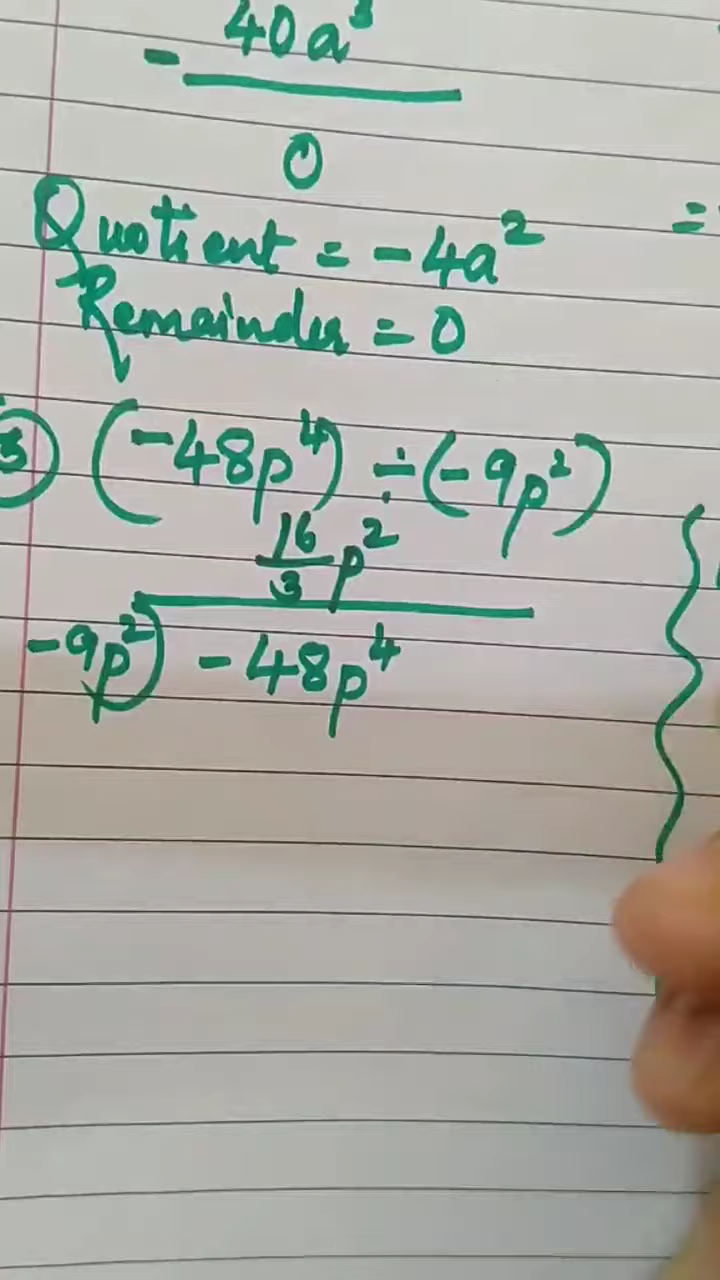 40a³
-
0
Quotient = -4a²
=
Remainder = 0
③ (-48p⁴) ÷ (-9p²)
16/3 p²
-9p²) -48p⁴